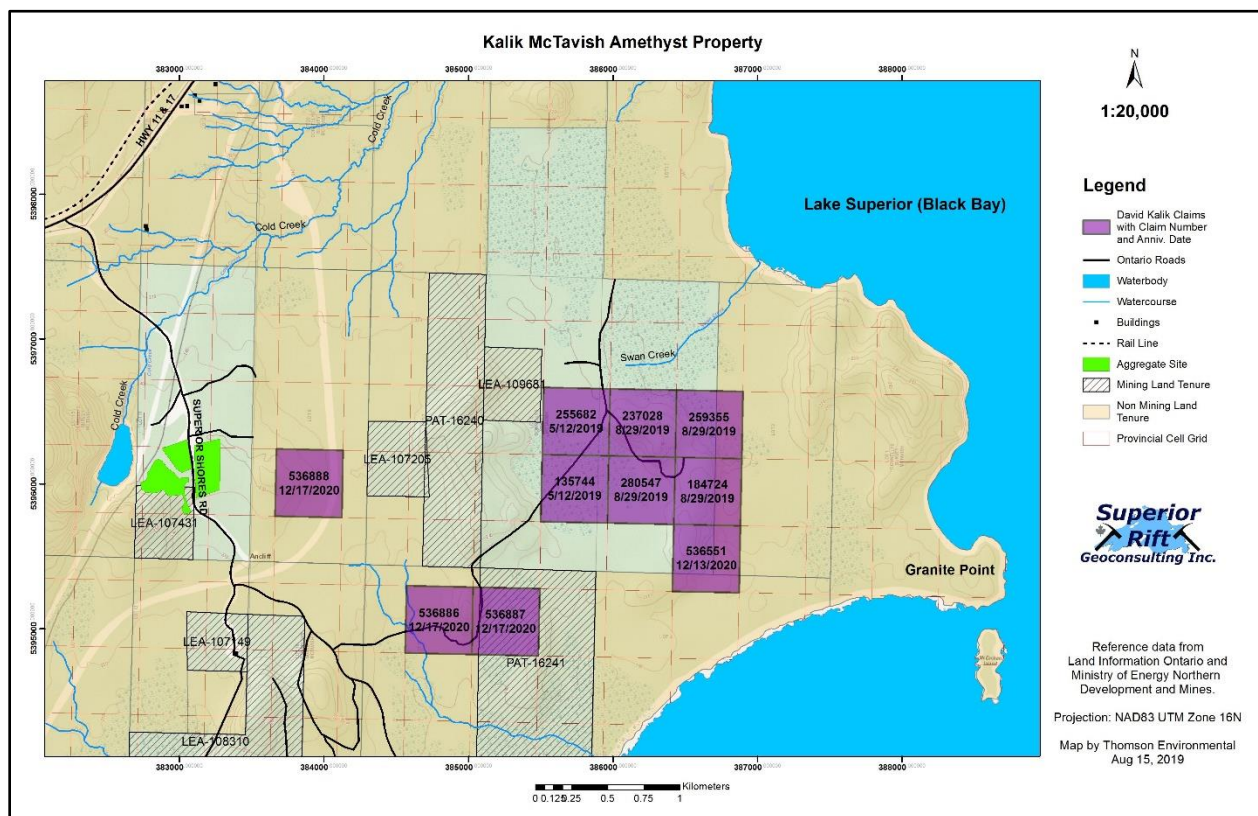 Kalik McTavish Amethyst Property
383000
384000
385000
386000
387000
388000
N
1:20,000
HWY 11 & 17
Cold Creek
5398000
Cold Creek
Lake Superior (Black Bay)
Legend
David Kalik Claims
with Claim Number
and Anniv. Date
Ontario Roads
Waterbody
Watercourse
Buildings
Rail Line
Aggregate Site
Mining Land Tenure
Non Mining Land
Tenure
Provincial Cell Grid
5397000
Cold Creek
Swan Creek
LEA-109681
PAT-16240
LEA-107205
SUPERIOR SHORES RD
255682
5/12/2019
237028
8/29/2019
259355
8/29/2019
5396000
536888
12/17/2020
135744
5/12/2019
280547
8/29/2019
184724
8/29/2019
LEA-107431
Ancliff
536551
12/13/2020
Granite Point
Superior
Rift
Geoconsulting Inc.
5395000
536886
12/17/2020
536887
12/17/2020
LEA-107149
PAT-16241
LEA-108310
Reference data from
Land Information Ontario and
Ministry of Energy Northern
Development and Mines.
Projection: NAD83 UTM Zone 16N
Map by Thomson Environmental
Aug 15, 2019
383000
384000
385000
386000
387000
388000
Kilometers
0 0.125 0.25 0.5 0.75 1